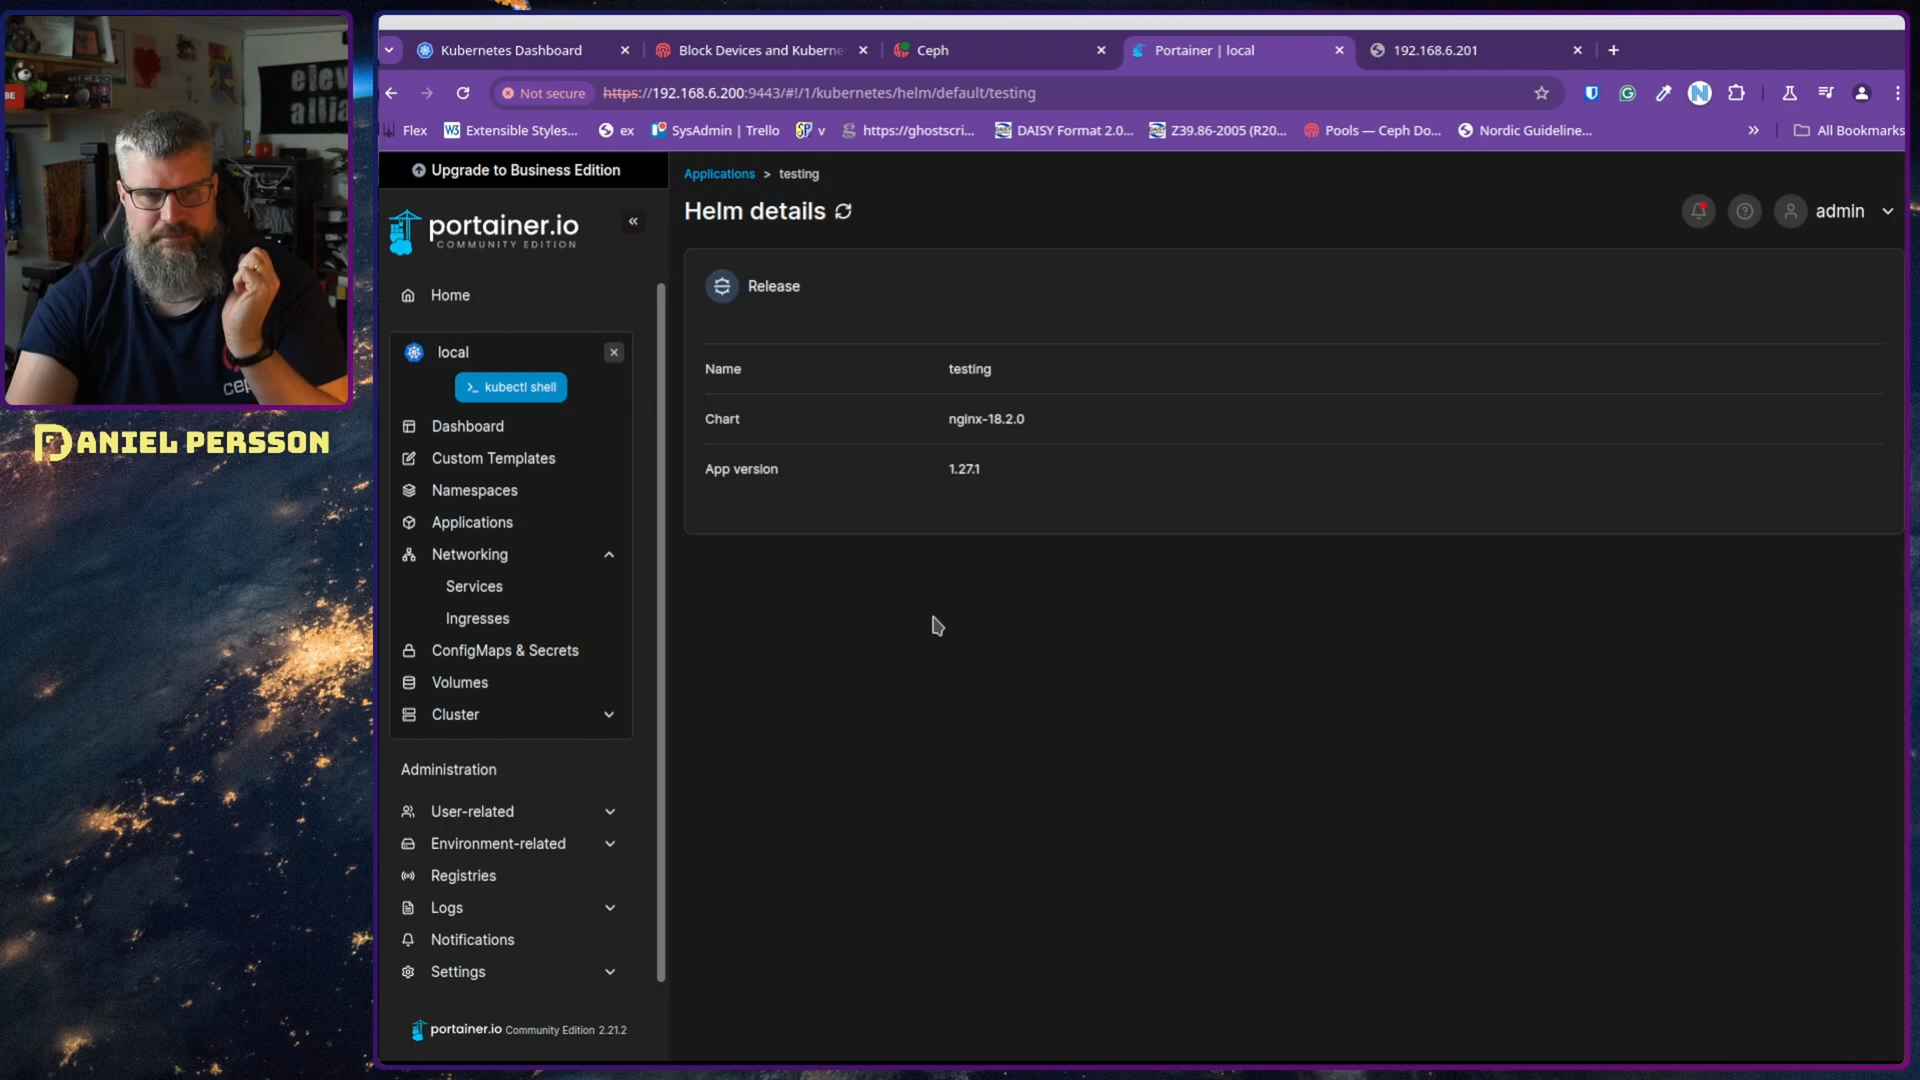 Kubernetes Dashboard
Block Devices and Kuberne
Ceph
Portainer | local
192.168.6.201
Not secure
https://192.168.6.200:9443/#!/1/kubernetes/helm/default/testing
Flex
Extensible Styles...
ex
SysAdmin | Trello
v
https://ghostscri...
DAISY Format 2.0...
Z39.86-2005 (R20...
Pools — Ceph Do...
Nordic Guideline...
»
All Bookmarks
Upgrade to Business Edition
portainer.io
COMMUNITY EDITION
Home
local
>_ kubectl shell
Dashboard
Custom Templates
Namespaces
Applications
Networking
Services
Ingresses
ConfigMaps & Secrets
Volumes
Cluster
Administration
User-related
Environment-related
Registries
Logs
Notifications
Settings
portainer.io Community Edition 2.21.2
Applications > testing
Helm details
admin
Release
Name testing
Chart nginx-18.2.0
App version 1.27.1
DANIEL PERSSON